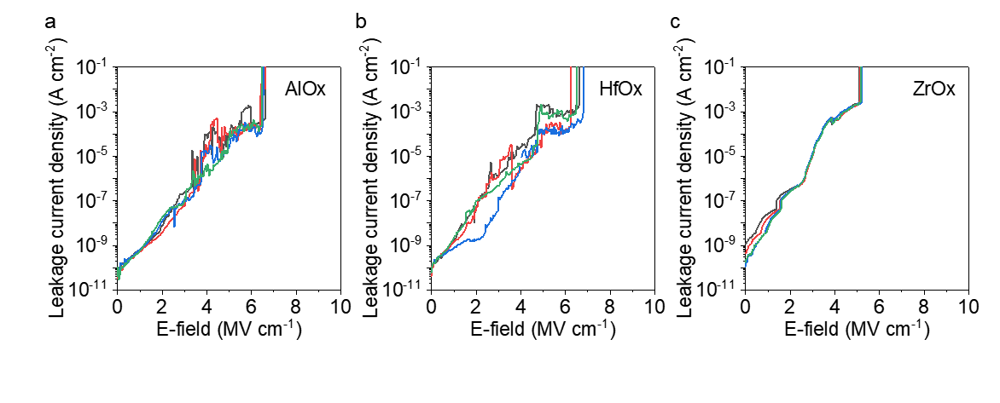 a
Leakage current density (A cm⁻²)
10⁻¹
10⁻³
10⁻⁵
10⁻⁷
10⁻⁹
10⁻¹¹
AlOx
0 2 4 6 8 10
E-field (MV cm⁻¹)
b
Leakage current density (A cm⁻²)
10⁻¹
10⁻³
10⁻⁵
10⁻⁷
10⁻⁹
10⁻¹¹
HfOx
0 2 4 6 8 10
E-field (MV cm⁻¹)
c
Leakage current density (A cm⁻²)
10⁻¹
10⁻³
10⁻⁵
10⁻⁷
10⁻⁹
10⁻¹¹
ZrOx
0 2 4 6 8 10
E-field (MV cm⁻¹)